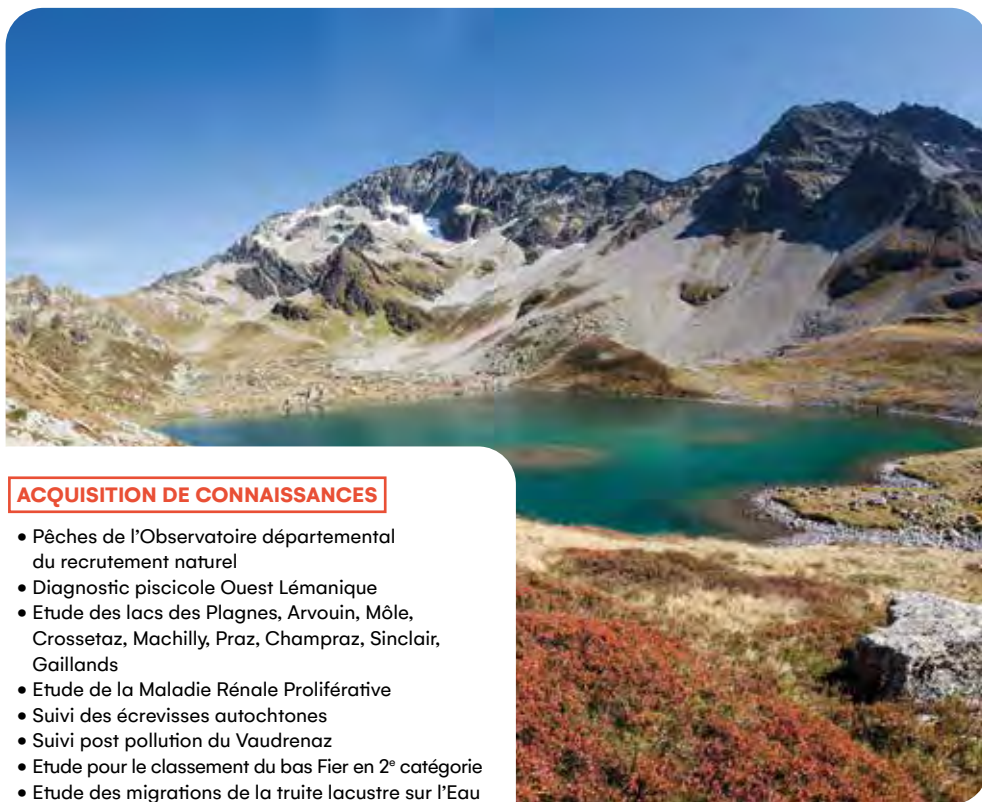 ACQUISITION DE CONNAISSANCES
• Pêches de l'Observatoire départemental
du recrutement naturel
• Diagnostic piscicole Ouest Lémanique
• Etude des lacs des Plagnes, Arvouin, Môle,
Crossetaz, Machilly, Praz, Champraz, Sinclair,
Gaillands
• Etude de la Maladie Rénale Proliférative
• Suivi des écrevisses autochtones
• Suivi post pollution du Vaudrenaz
• Etude pour le classement du bas Fier en 2e catégorie
• Etude des migrations de la truite lacustre sur l'Eau